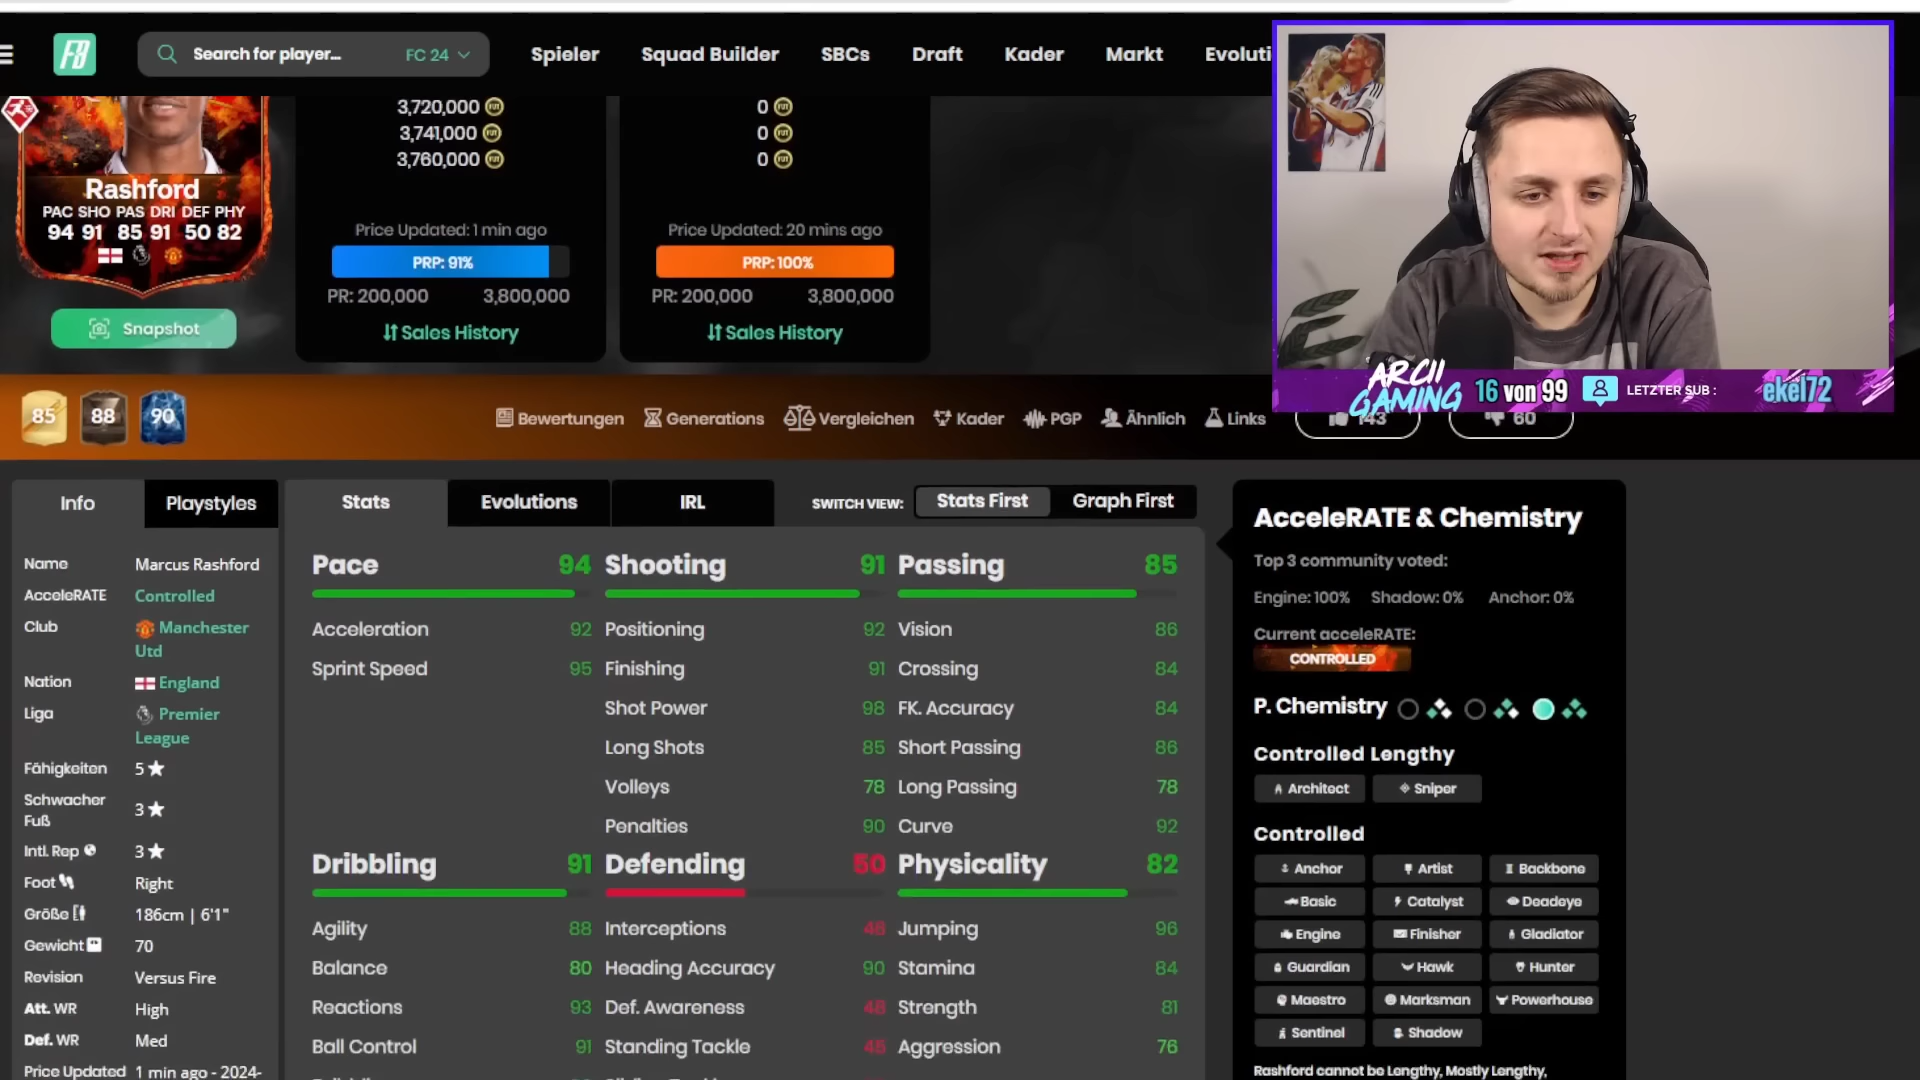 FB
Search for player...
FC 24
Spieler
Squad Builder
SBCs
Draft
Kader
Markt
Evoluti
Rashford
PAC SHO PAS DRI DEF PHY
94 91 85 91 50 82
Snapshot
3,720,000
3,741,000
3,760,000
Price Updated: 1 min ago
PRP: 91%
PR: 200,000 3,800,000
Sales History
0
0
0
Price Updated: 20 mins ago
PRP: 100%
PR: 200,000 3,800,000
Sales History
ARCII
GAMING
16 von 99
LETZTER SUB :
ekel72
85 88 90
Bewertungen
Generations
Vergleichen
Kader
PGP
Ähnlich
Links
143
60
Info
Playstyles
Name Marcus Rashford
AcceleRATE Controlled
Club Manchester
Utd
Nation England
Liga Premier
League
Fähigkeiten 5
Schwacher
Fuß 3
Intl. Rep 3
Foot Right
Größe 186cm | 6'1"
Gewicht 70
Revision Versus Fire
Att. WR High
Def. WR Med
Price Updated 1 min ago - 2024-
Stats
Evolutions
IRL
SWITCH VIEW:
Stats First
Graph First
Pace 94
Acceleration 92
Sprint Speed 95
Shooting 91
Positioning 92
Finishing 91
Shot Power 98
Long Shots 85
Volleys 78
Penalties 90
Passing 85
Vision 86
Crossing 84
FK. Accuracy 84
Short Passing 86
Long Passing 78
Curve 92
Dribbling 91
Agility 88
Balance 80
Reactions 93
Ball Control 91
Defending 50
Interceptions
Heading Accuracy 90
Def. Awareness
Standing Tackle
Physicality 82
Jumping 96
Stamina 84
Strength 81
Aggression 76
AcceleRATE & Chemistry
Top 3 community voted:
Engine: 100% Shadow: 0% Anchor: 0%
Current acceleRATE:
CONTROLLED
P. Chemistry
Controlled Lengthy
Architect Sniper
Controlled
Anchor Artist Backbone
Basic Catalyst Deadeye
Engine Finisher Gladiator
Guardian Hawk Hunter
Maestro Marksman Powerhouse
Sentinel Shadow
Rashford cannot be Lengthy, Mostly Lengthy,